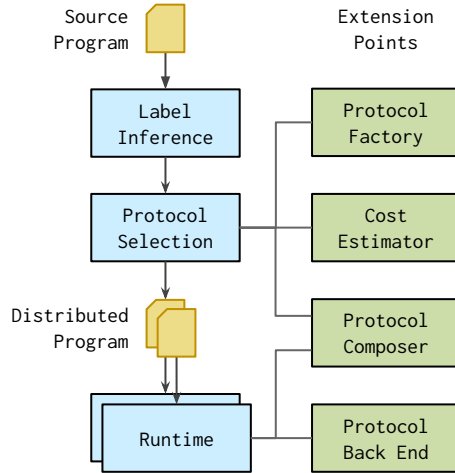 Source
Program
Extension
Points
Label
Inference
Protocol
Factory
Protocol
Selection
Cost
Estimator
Distributed
Program
Protocol
Composer
Runtime
Protocol
Back End